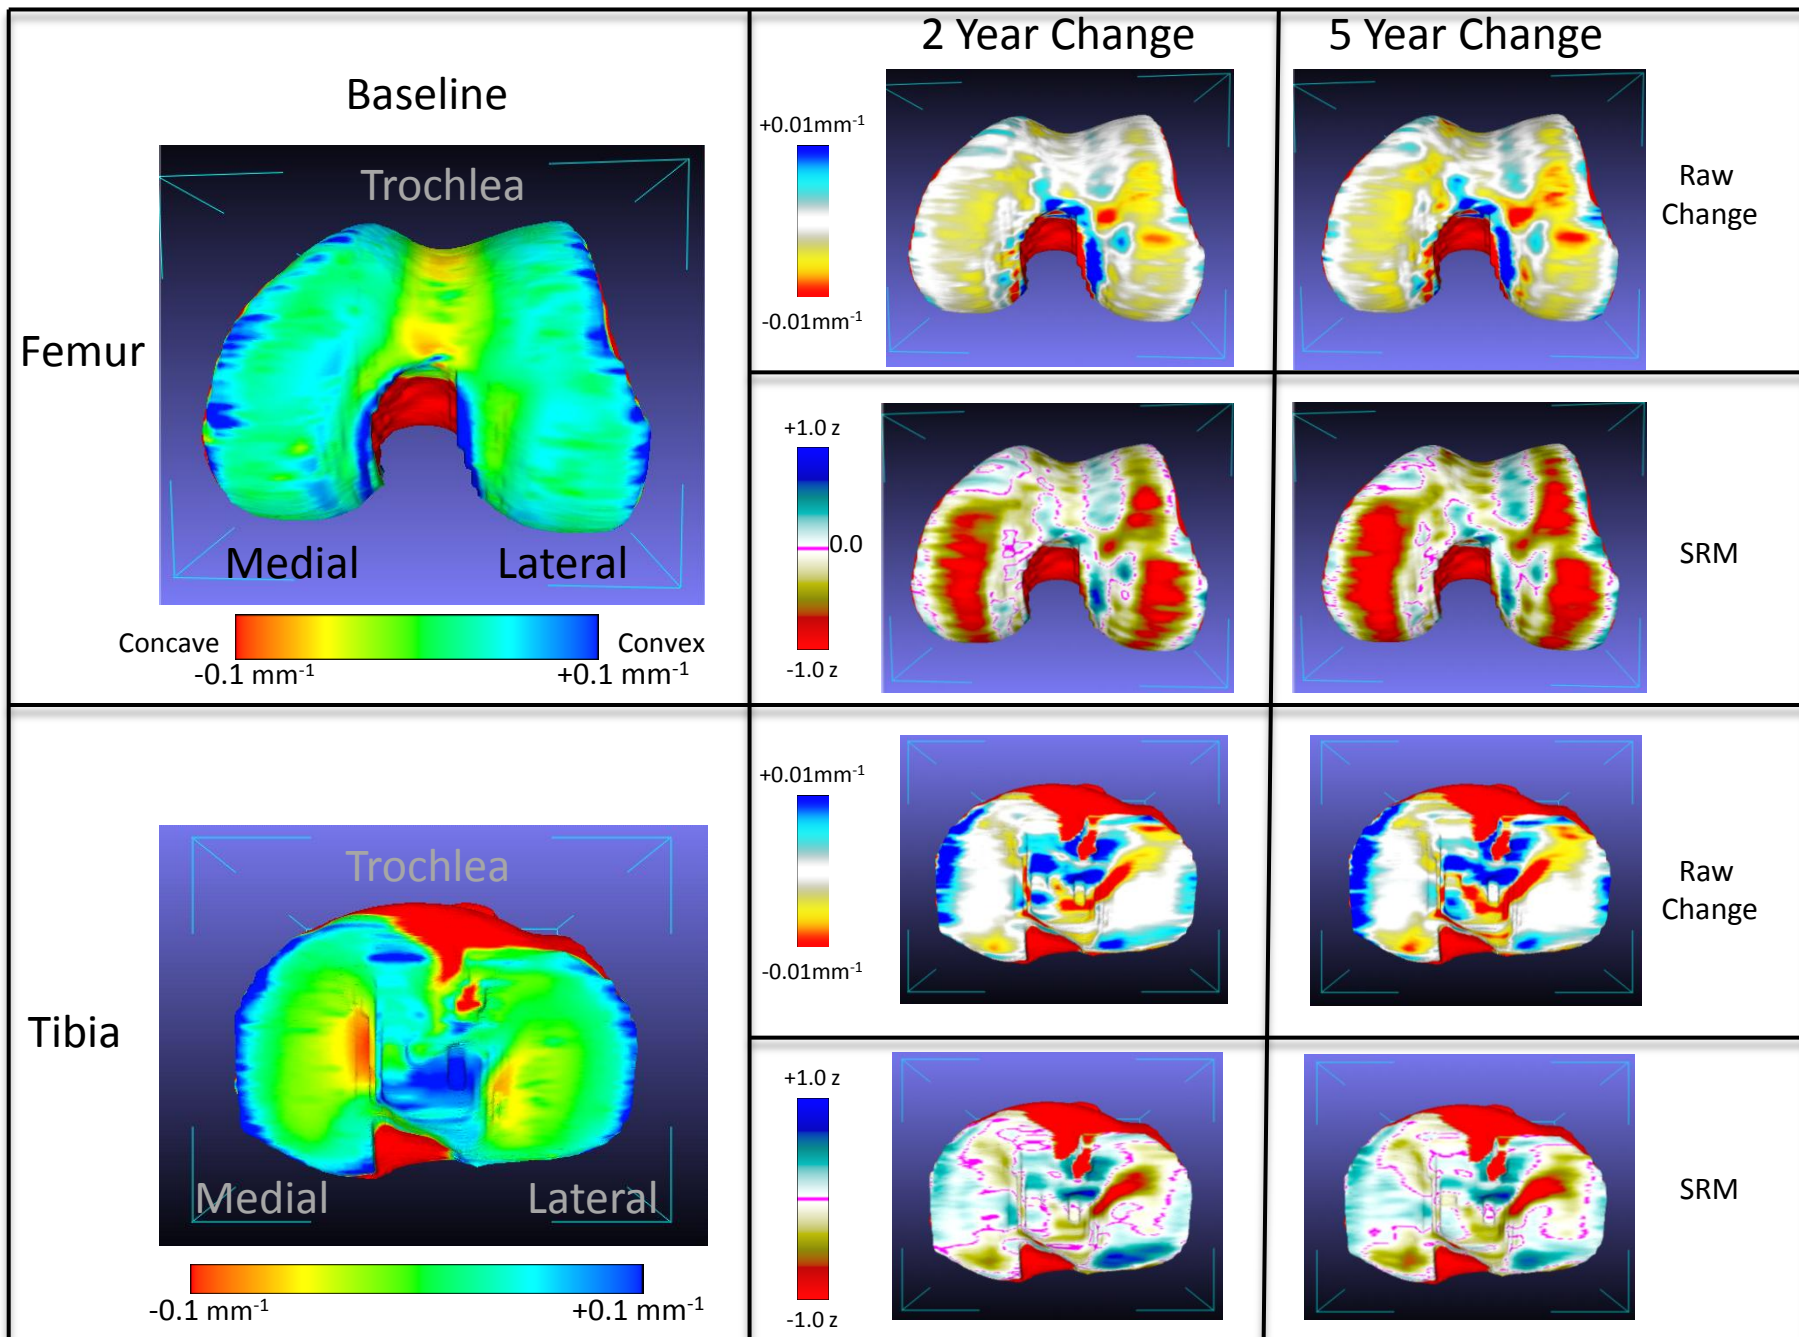 2 Year Change
5 Year Change
Baseline
Trochlea
Femur
Medial
Lateral
Concave
Convex
-0.1 mm⁻¹
+0.1 mm⁻¹
+0.01mm⁻¹
-0.01mm⁻¹
Raw
Change
+1.0 z
0.0
-1.0 z
SRM
Tibia
Trochlea
Medial
Lateral
-0.1 mm⁻¹
+0.1 mm⁻¹
+0.01mm⁻¹
-0.01mm⁻¹
Raw
Change
+1.0 z
-1.0 z
SRM